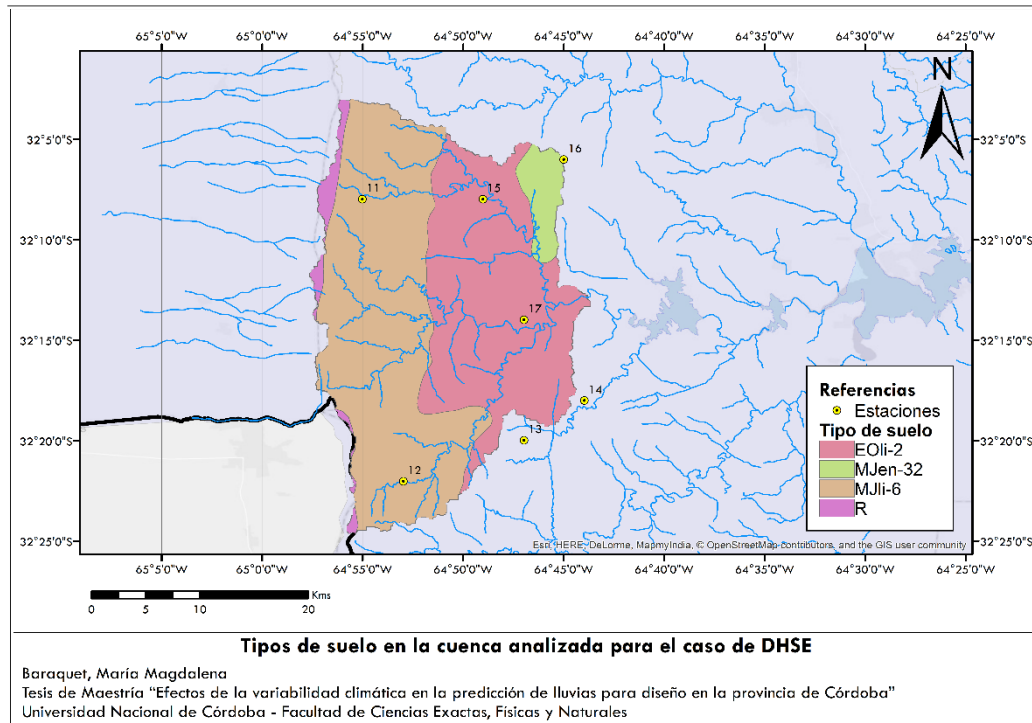 65°5'0"W 65°0'0"W 64°55'0"W 64°50'0"W 64°45'0"W 64°40'0"W 64°35'0"W 64°30'0"W 64°25'0"W
N
32°5'0"S 32°5'0"S
16
11 15
32°10'0"S 32°10'0"S
17
32°15'0"S 32°15'0"S
14
13
32°20'0"S 32°20'0"S
12
32°25'0"S 32°25'0"S
Referencias
Estaciones
Tipo de suelo
EOli-2
MJen-32
MJli-6
R
Esri, HERE, DeLorme, MapmyIndia, © OpenStreetMap contributors, and the GIS user community
65°5'0"W 65°0'0"W 64°55'0"W 64°50'0"W 64°45'0"W 64°40'0"W 64°35'0"W 64°30'0"W 64°25'0"W
Kms
0 5 10 20
Tipos de suelo en la cuenca analizada para el caso de DHSE
Baraquet, María Magdalena
Tesis de Maestría “Efectos de la variabilidad climática en la predicción de lluvias para diseño en la provincia de Córdoba”
Universidad Nacional de Córdoba - Facultad de Ciencias Exactas, Físicas y Naturales